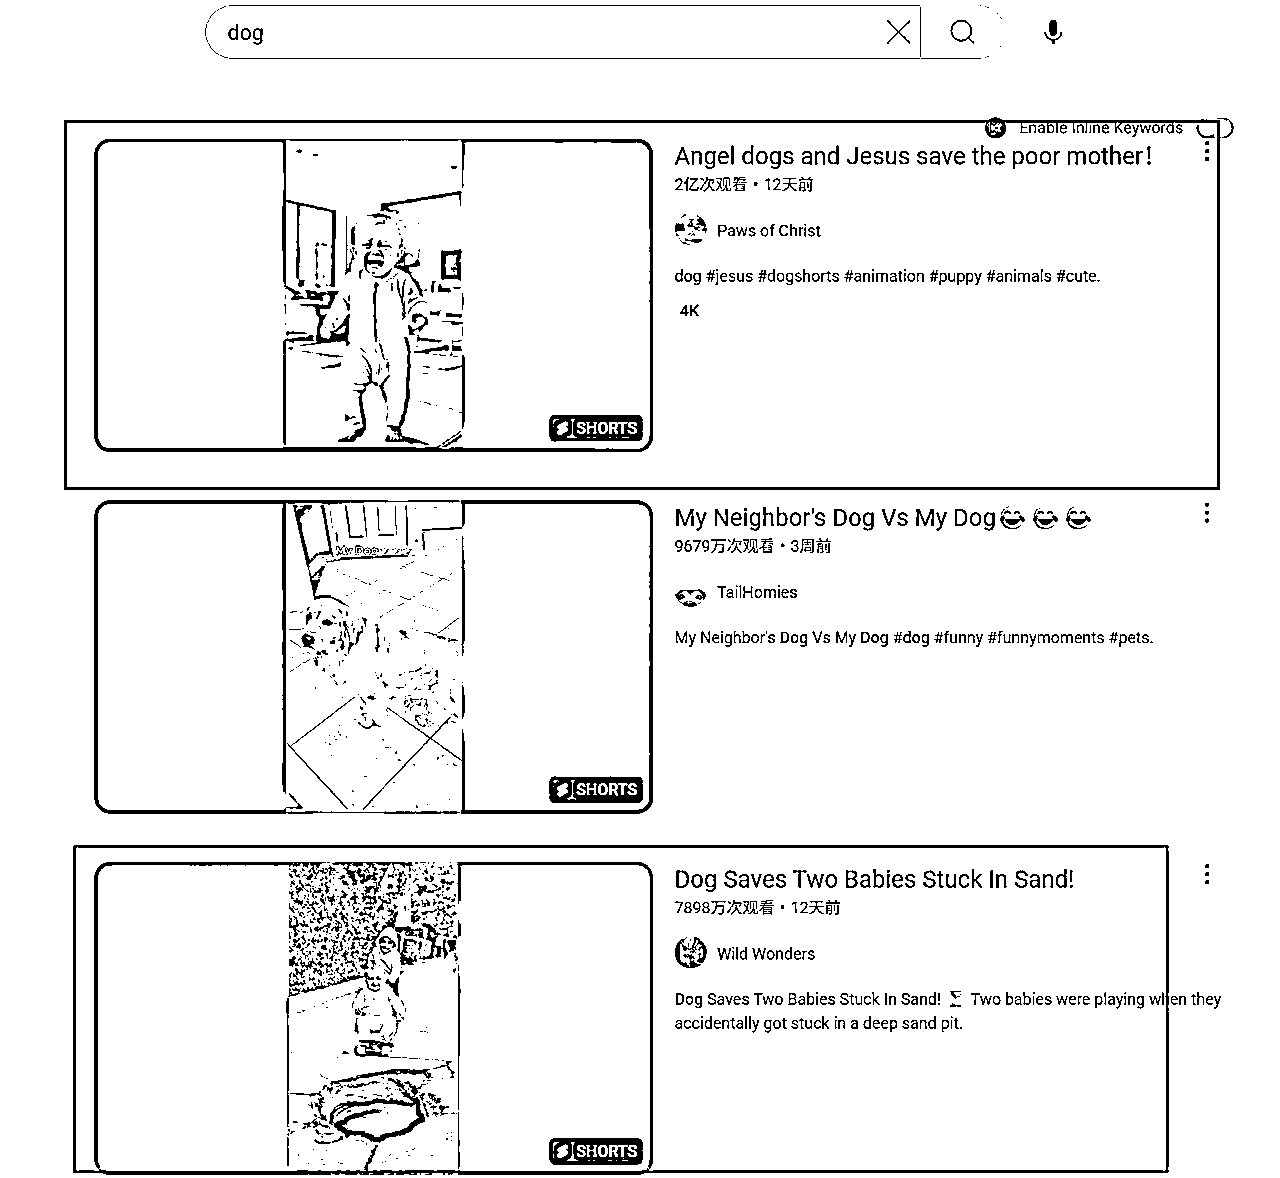 dog
Enable Inline Keywords
Angel dogs and Jesus save the poor mother!
2亿次观看・12天前
Paws of Christ
dog #jesus #dogshorts #animation #puppy #animals #cute.
4K
SHORTS
My Neighbor's Dog Vs My Dog😂 😂 😂
9679万次观看・3周前
My Dog
TailHomies
My Neighbor's Dog Vs My Dog #dog #funny #funnymoments #pets.
SHORTS
Dog Saves Two Babies Stuck In Sand!
7898万次观看・12天前
Wild Wonders
Dog Saves Two Babies Stuck In Sand! ⏳ Two babies were playing when they
accidentally got stuck in a deep sand pit.
SHORTS